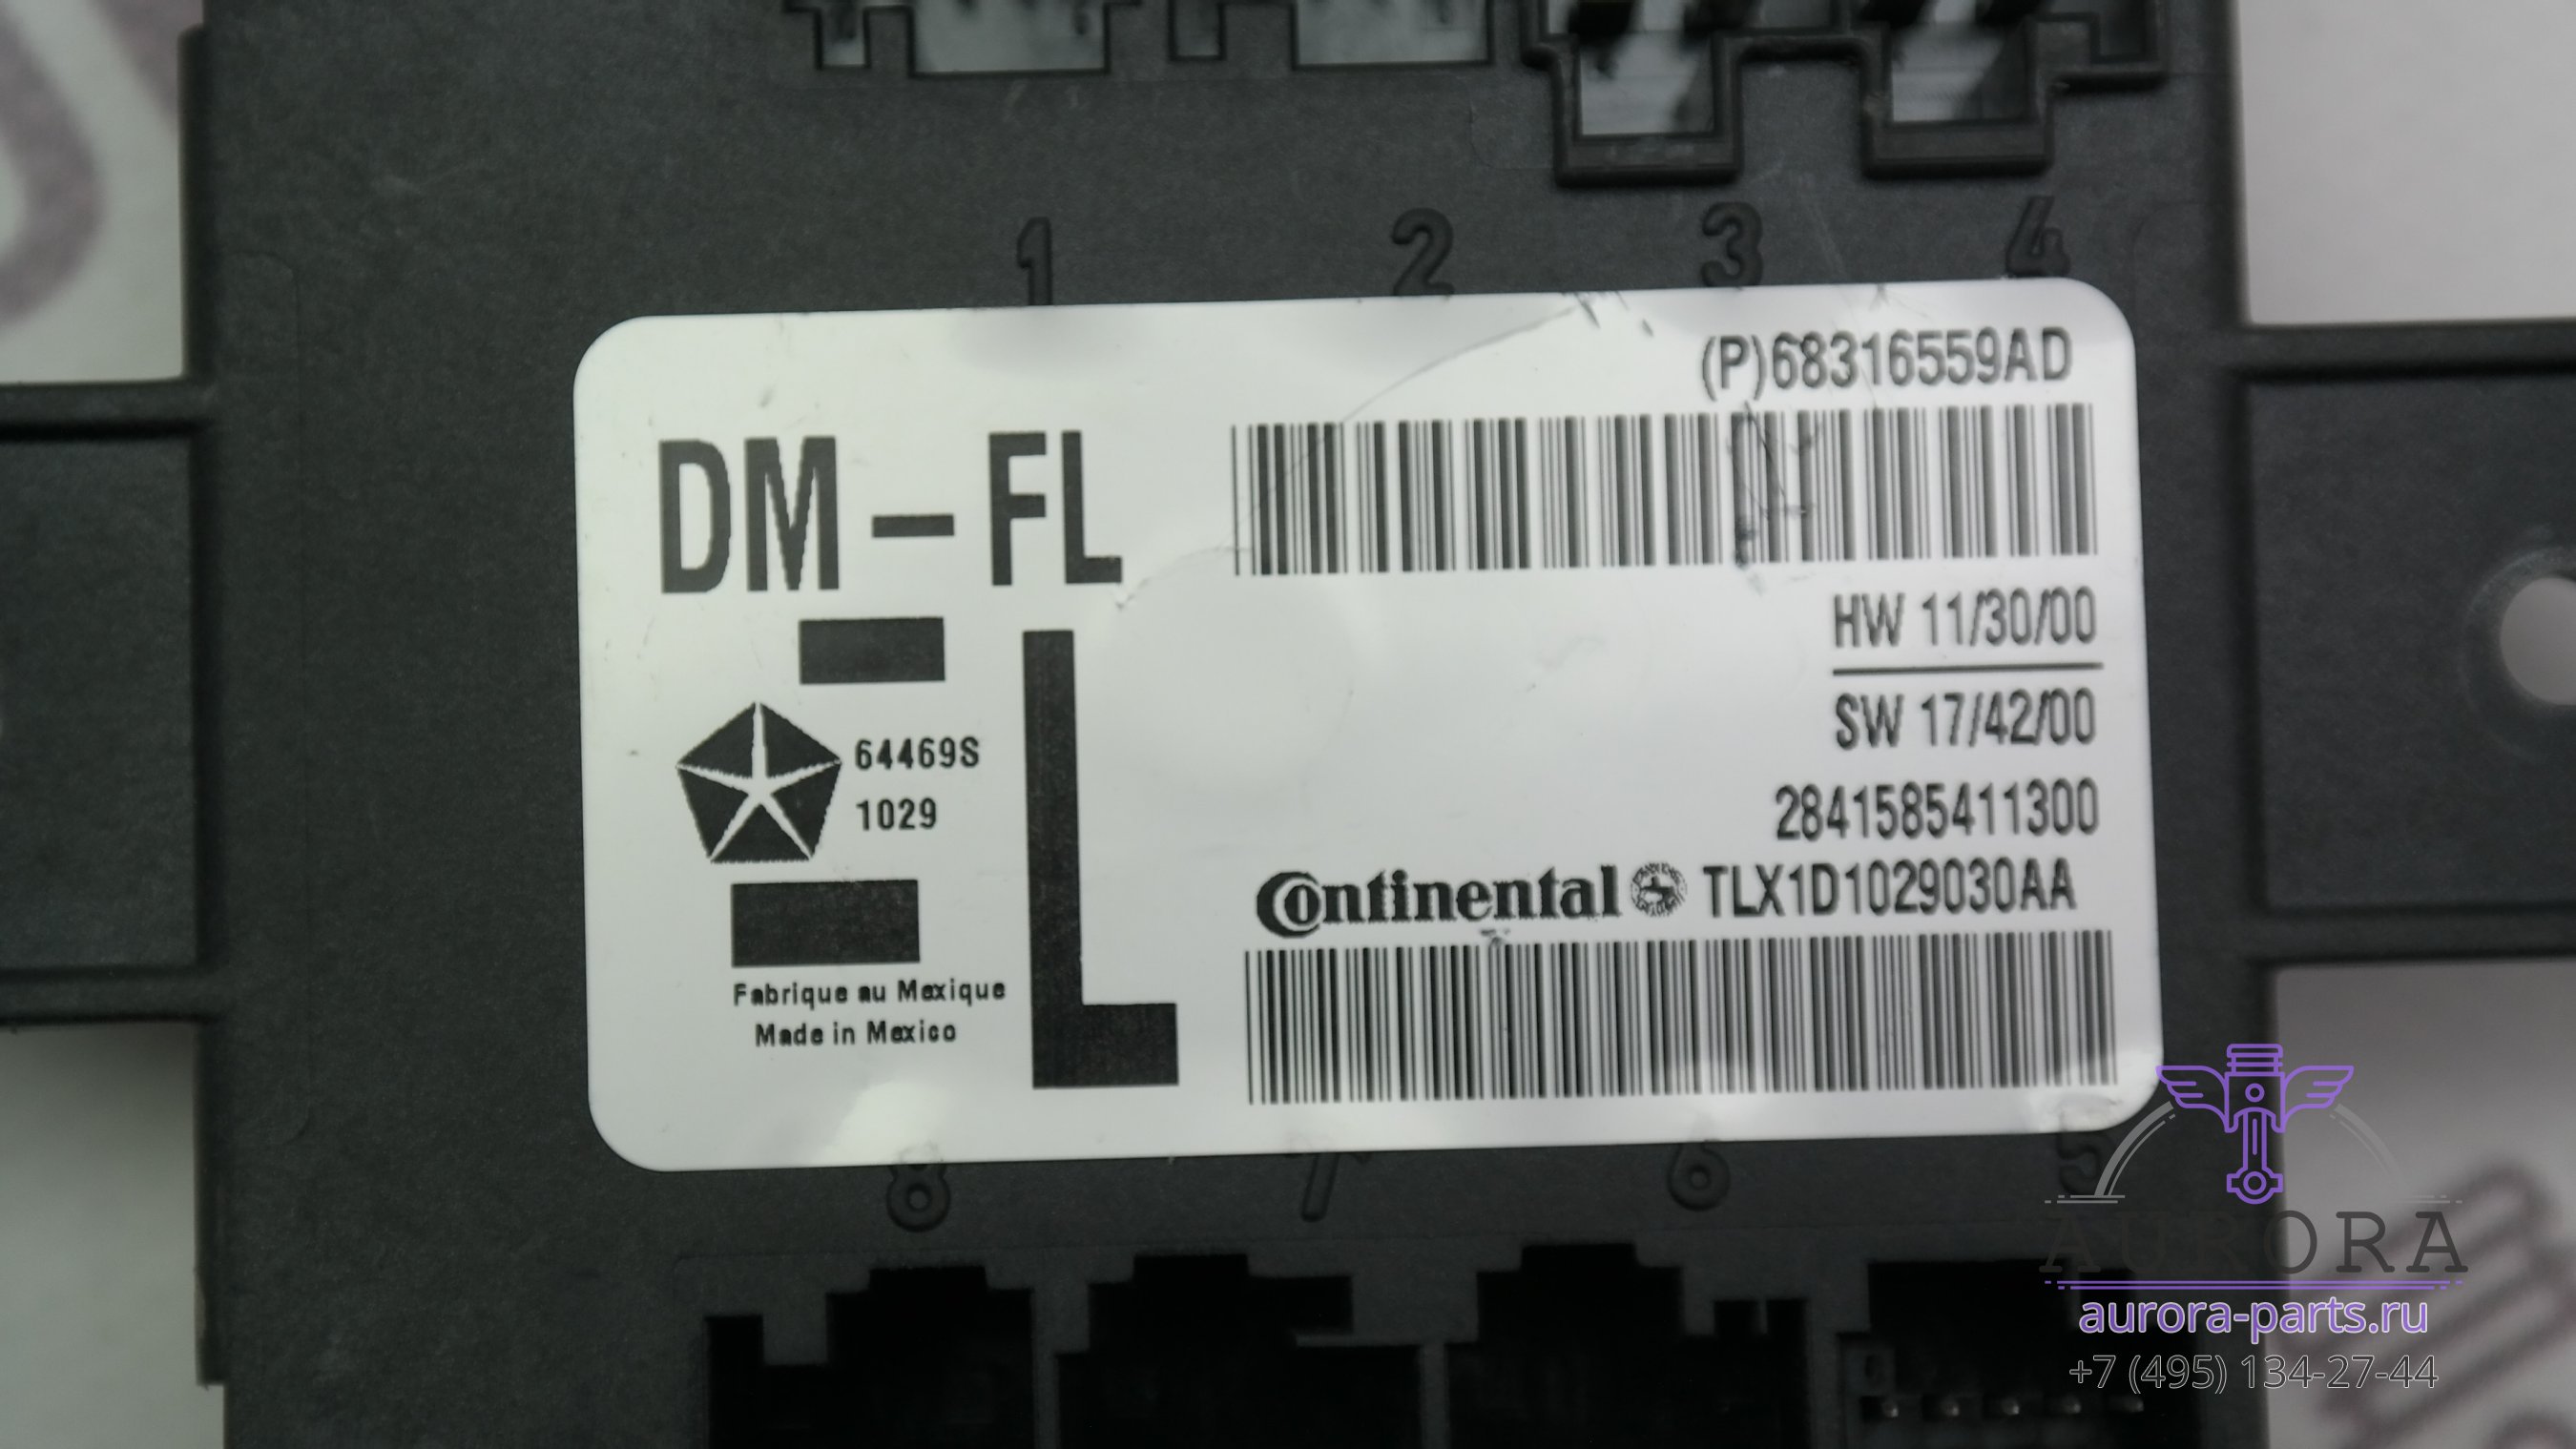 1 2 3 4
(P)68316559AD
DM – FL
HW 11/30/00
SW 17/42/00
64469S
1029
L
2841585411300
Continental TLX1D1029030AA
Fabrique au Mexique
Made in Mexico
8 7 6 5
AURORA
aurora-parts.ru
+7 (495) 134-27-44